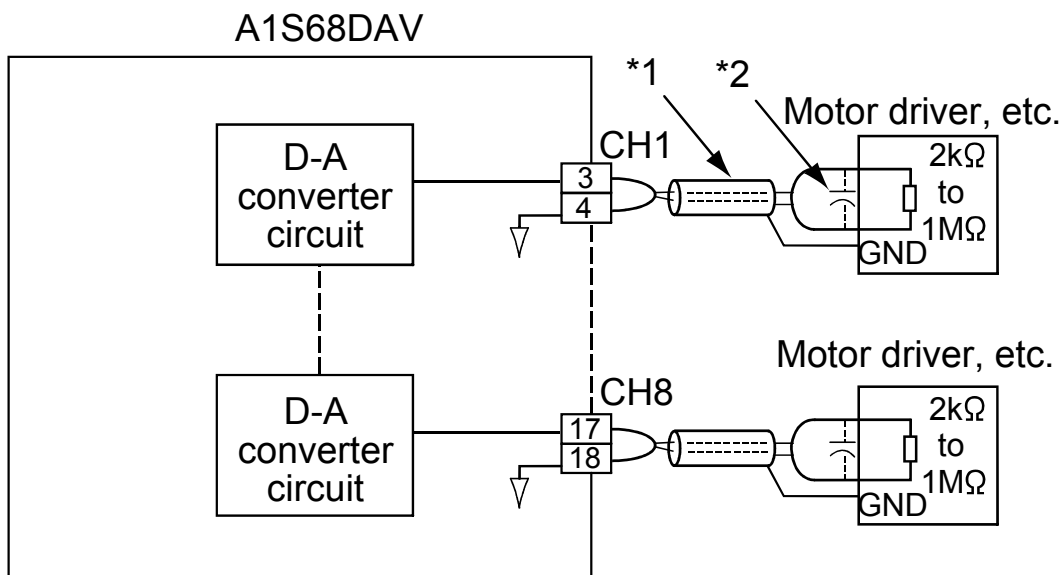 A1S68DAV
*1
*2
Motor driver, etc.
D-A
converter
circuit
CH1
3
4
2kΩ
to
1MΩ
GND
Motor driver, etc.
D-A
converter
circuit
CH8
17
18
2kΩ
to
1MΩ
GND